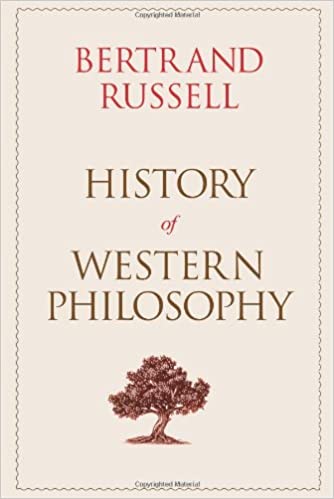 BERTRAND
RUSSELL
HISTORY
of
WESTERN
PHILOSOPHY